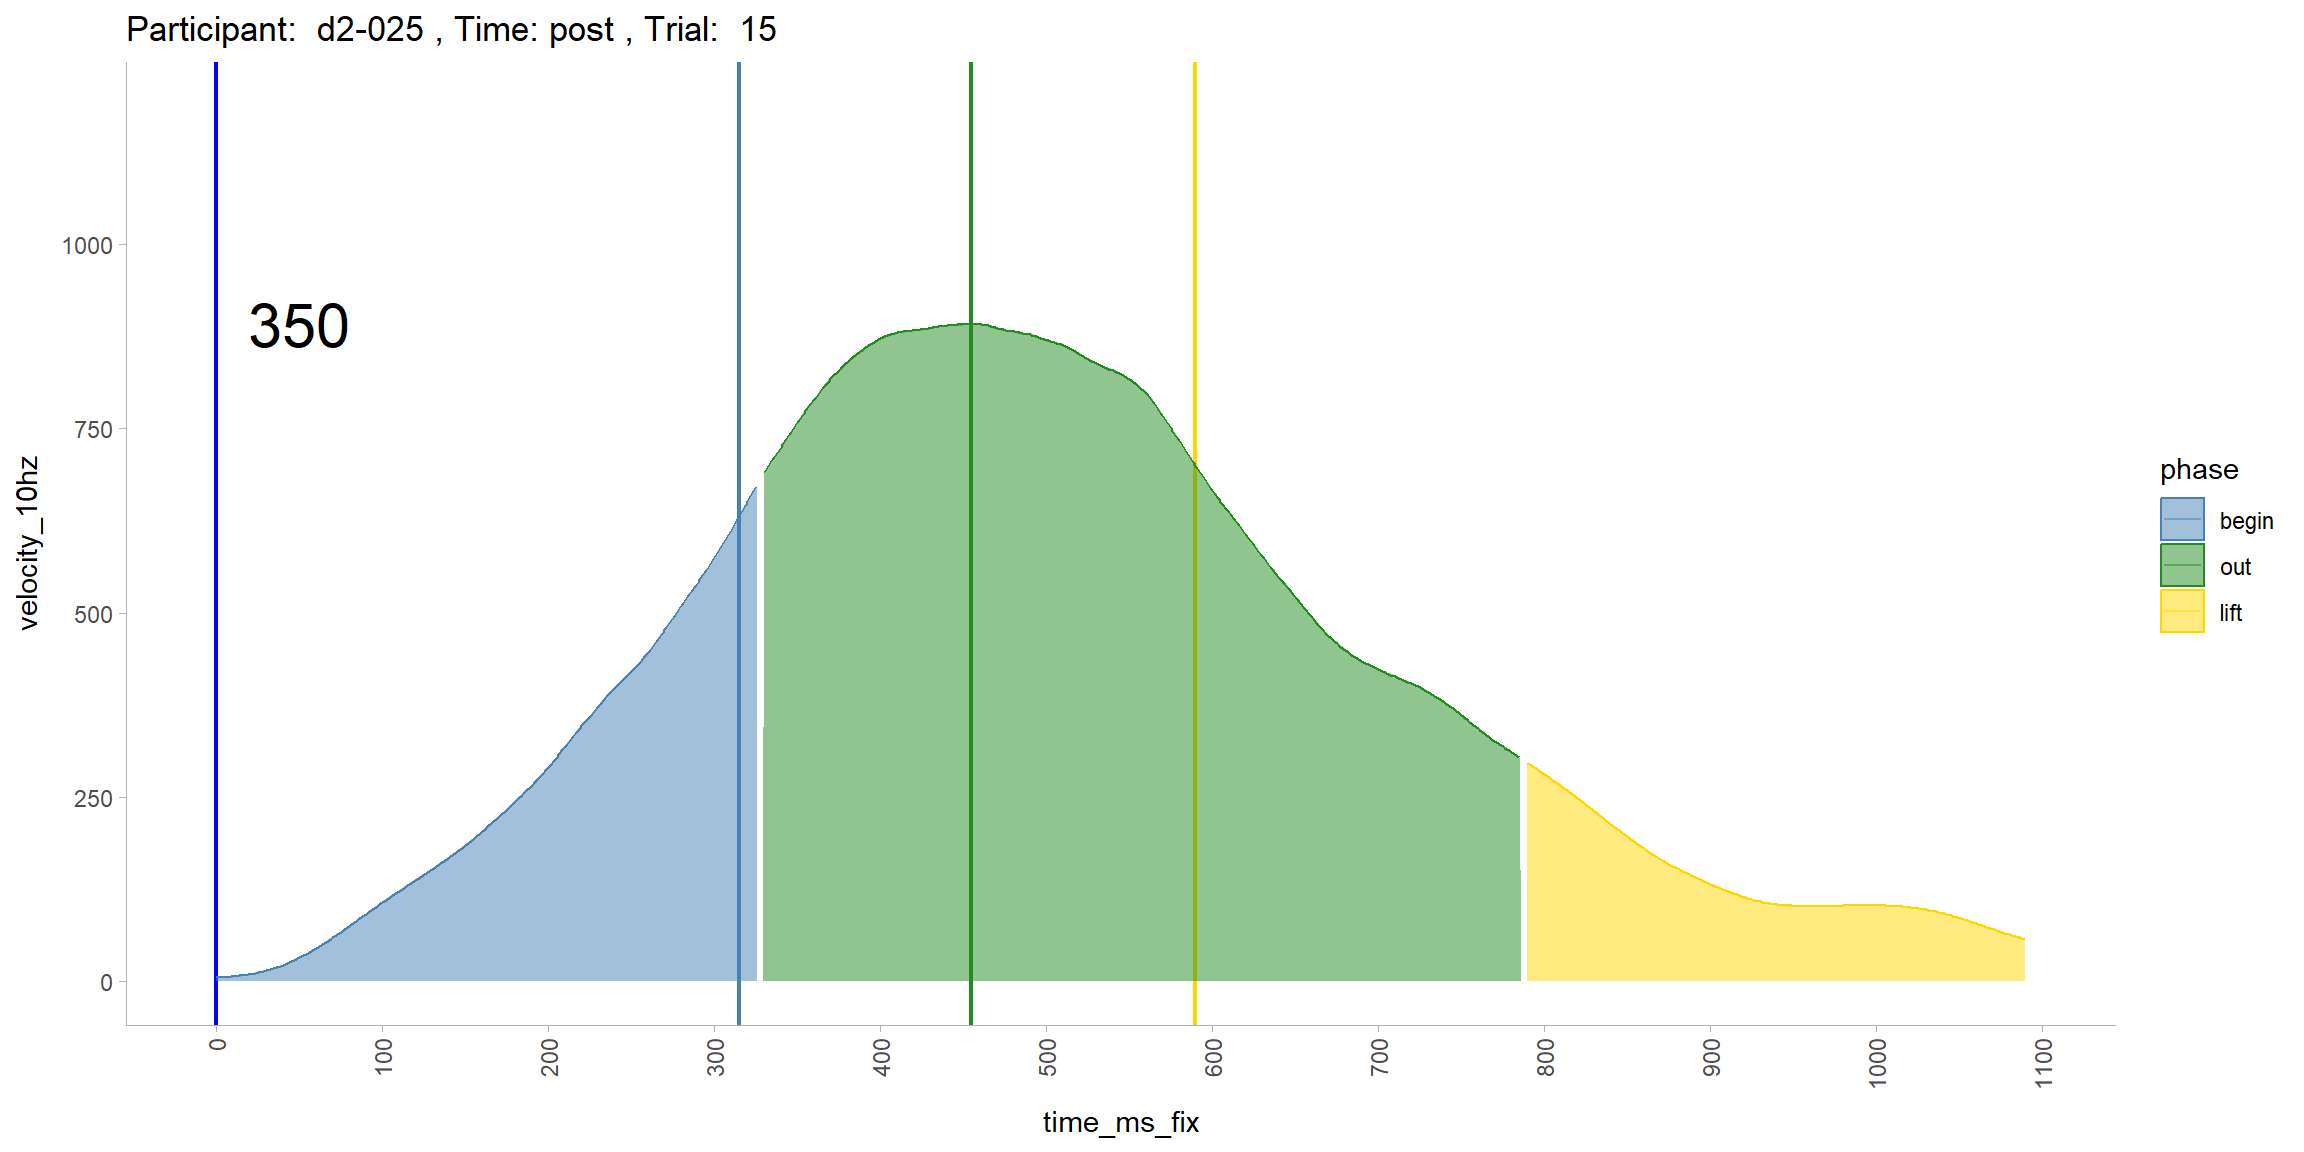 Participant:  d2-025 , Time: post , Trial:  15
1000
750
500
250
0
velocity_10hz
350
0
100
200
300
400
500
600
700
800
900
1000
1100
time_ms_fix
phase
begin
out
lift